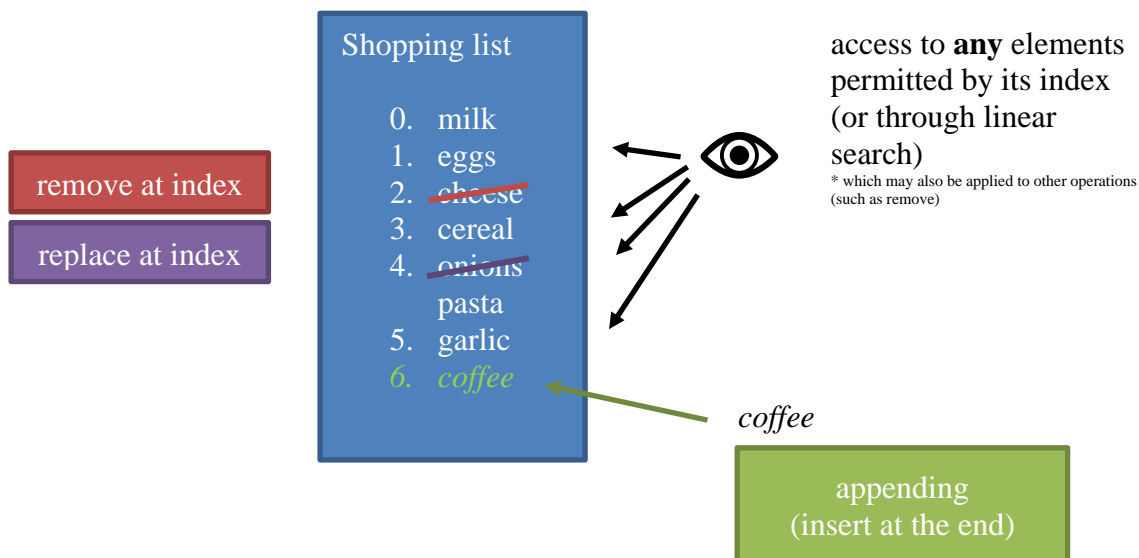 Shopping list
0. milk
1. eggs
2. cheese
3. cereal
4. onions
pasta
5. garlic
6. coffee
remove at index
replace at index
access to any elements
permitted by its index
(or through linear
search)
* which may also be applied to other operations
(such as remove)
coffee
appending
(insert at the end)